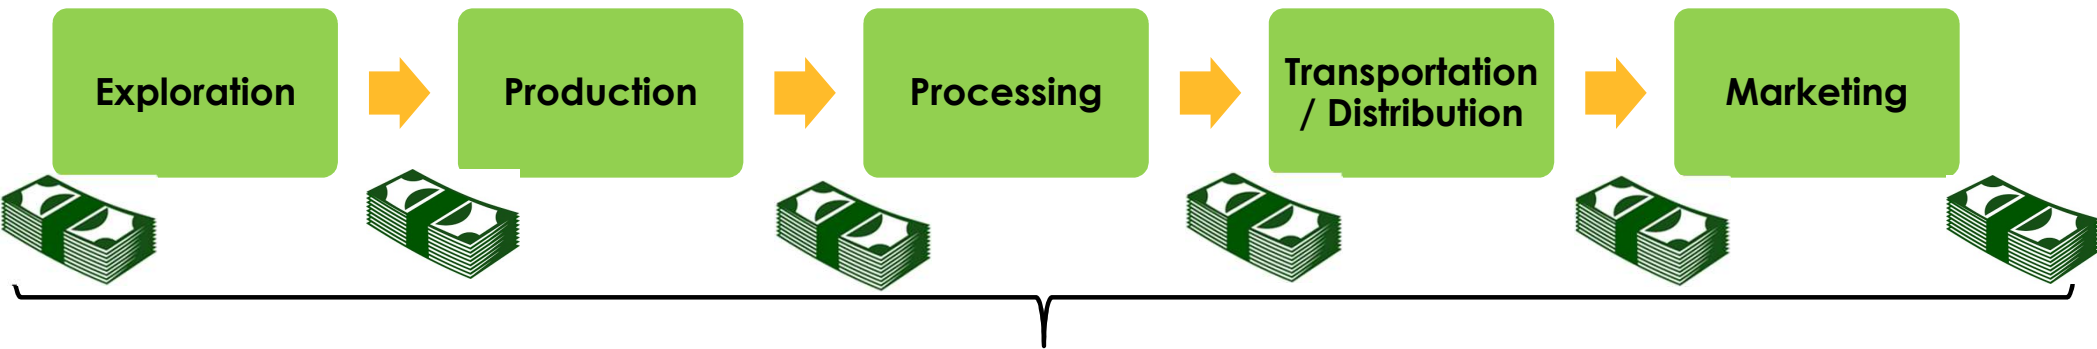 Exploration
Production
Processing
Transportation
/ Distribution
Marketing